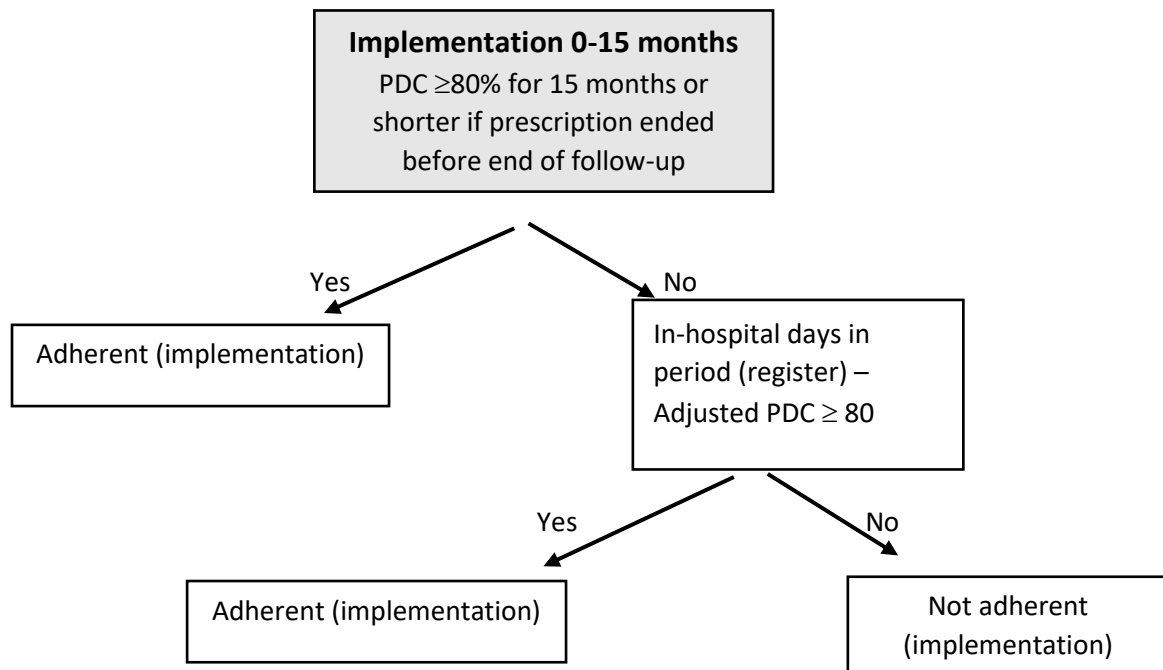 Implementation 0-15 months
PDC ≥80% for 15 months or
shorter if prescription ended
before end of follow-up
Yes
No
Adherent (implementation)
In-hospital days in
period (register) –
Adjusted PDC ≥ 80
Yes
No
Adherent (implementation)
Not adherent
(implementation)